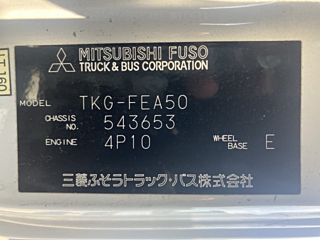 MITSUBISHI FUSO
TRUCK & BUS CORPORATION
MODEL TKG-FEA50
CHASSIS NO. 543653
ENGINE 4P10 WHEEL BASE E
三菱ふそうトラック・バス株式会社